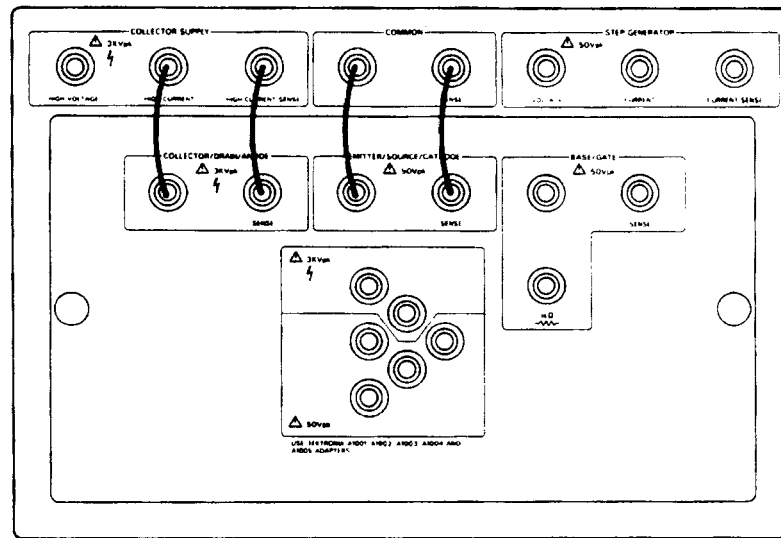 COLLECTOR SUPPLY
3KVpk
HIGH VOLTAGE
HIGH CURRENT
HIGH CURRENT SENSE
COMMON
SENSE
STEP GENERATOR
50Vpk
VOLTAGE
CURRENT
CURRENT SENSE
COLLECTOR/DRAIN/ANODE
3KVpk
SENSE
EMITTER/SOURCE/CATHODE
50Vpk
SENSE
BASE/GATE
50Vpk
SENSE
3KVpk
50Vpk
USE TEKTRONIX A1001 A1002 A1003 A1004 AND
A1005 ADAPTERS